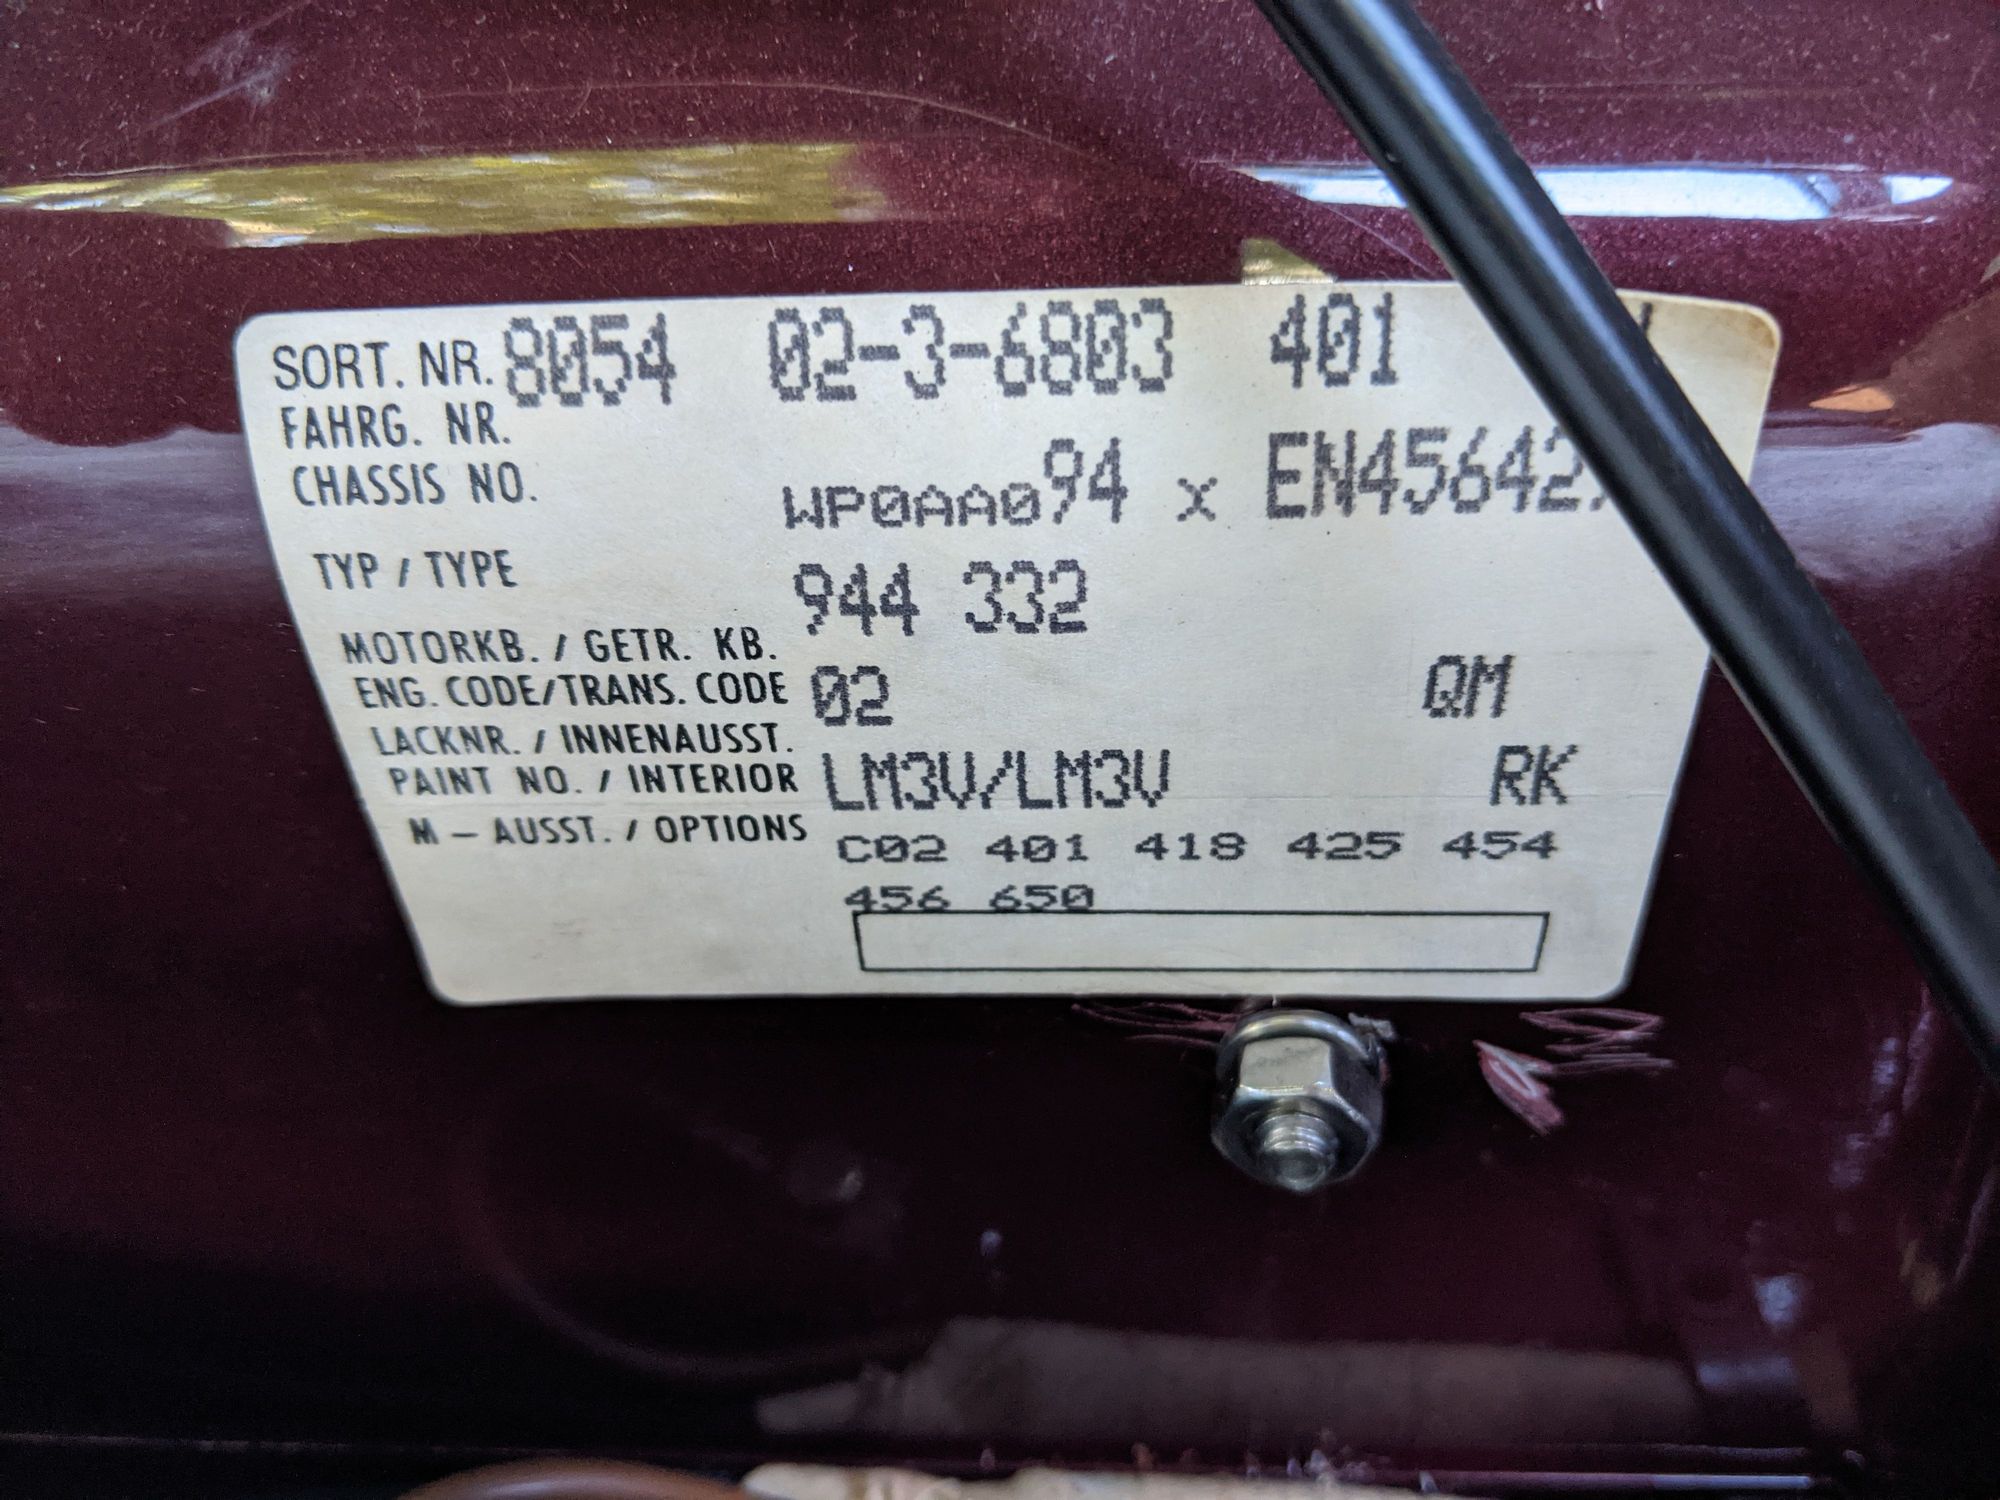 SORT. NR. 8054 02-3-6803 401
FAHRG. NR.
CHASSIS NO. WP0AA094 x EN45642
TYP / TYPE 944 332
MOTORKB. / GETR. KB.
ENG. CODE/TRANS. CODE 02 QM
LACKNR. / INNENAUSST.
PAINT NO. / INTERIOR LM3V/LM3V RK
M – AUSST. / OPTIONS C02 401 418 425 454
456 650